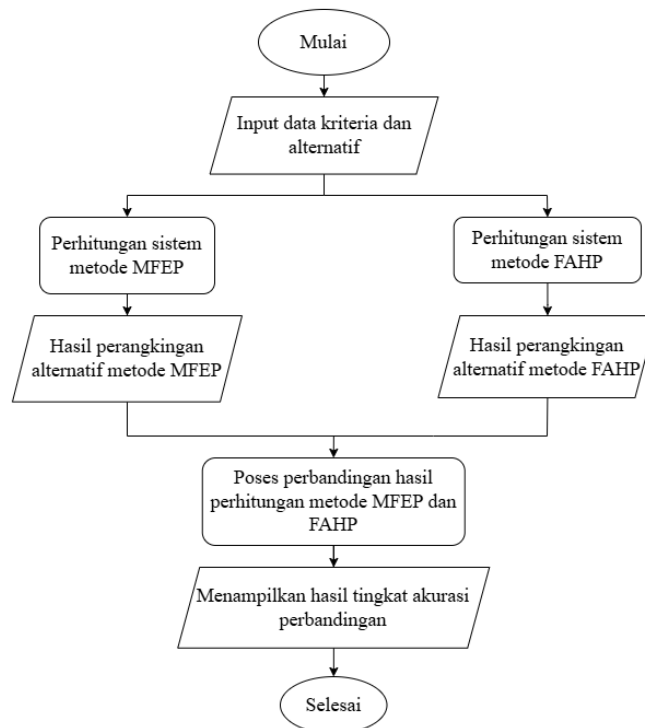 Mulai
Input data kriteria dan
alternatif
Perhitungan sistem
metode MFEP
Perhitungan sistem
metode FAHP
Hasil perangkingan
alternatif metode MFEP
Hasil perangkingan
alternatif metode FAHP
Poses perbandingan hasil
perhitungan metode MFEP dan
FAHP
Menampilkan hasil tingkat akurasi
perbandingan
Selesai